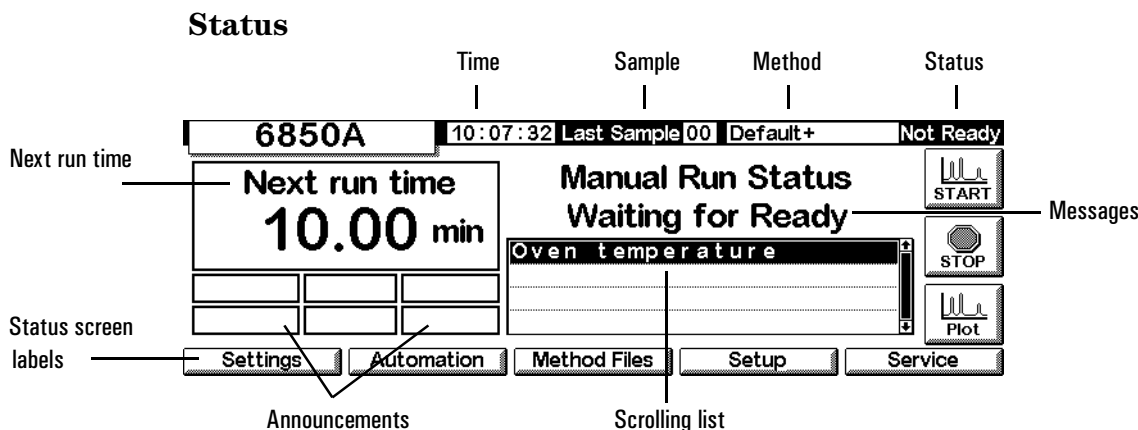 Status
Time Sample Method Status
6850A 10:07:32 Last Sample 00 Default+ Not Ready
Next run time
Next run time
10.00 min
Manual Run Status
Waiting for Ready
Messages
START
STOP
Plot
Oven temperature
Status screen
labels
Settings Automation Method Files Setup Service
Announcements Scrolling list